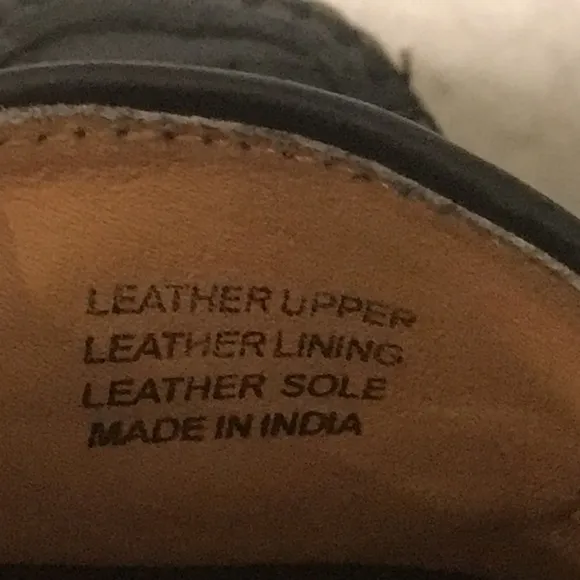 LEATHER UPPER
LEATHER LINING
LEATHER SOLE
MADE IN INDIA